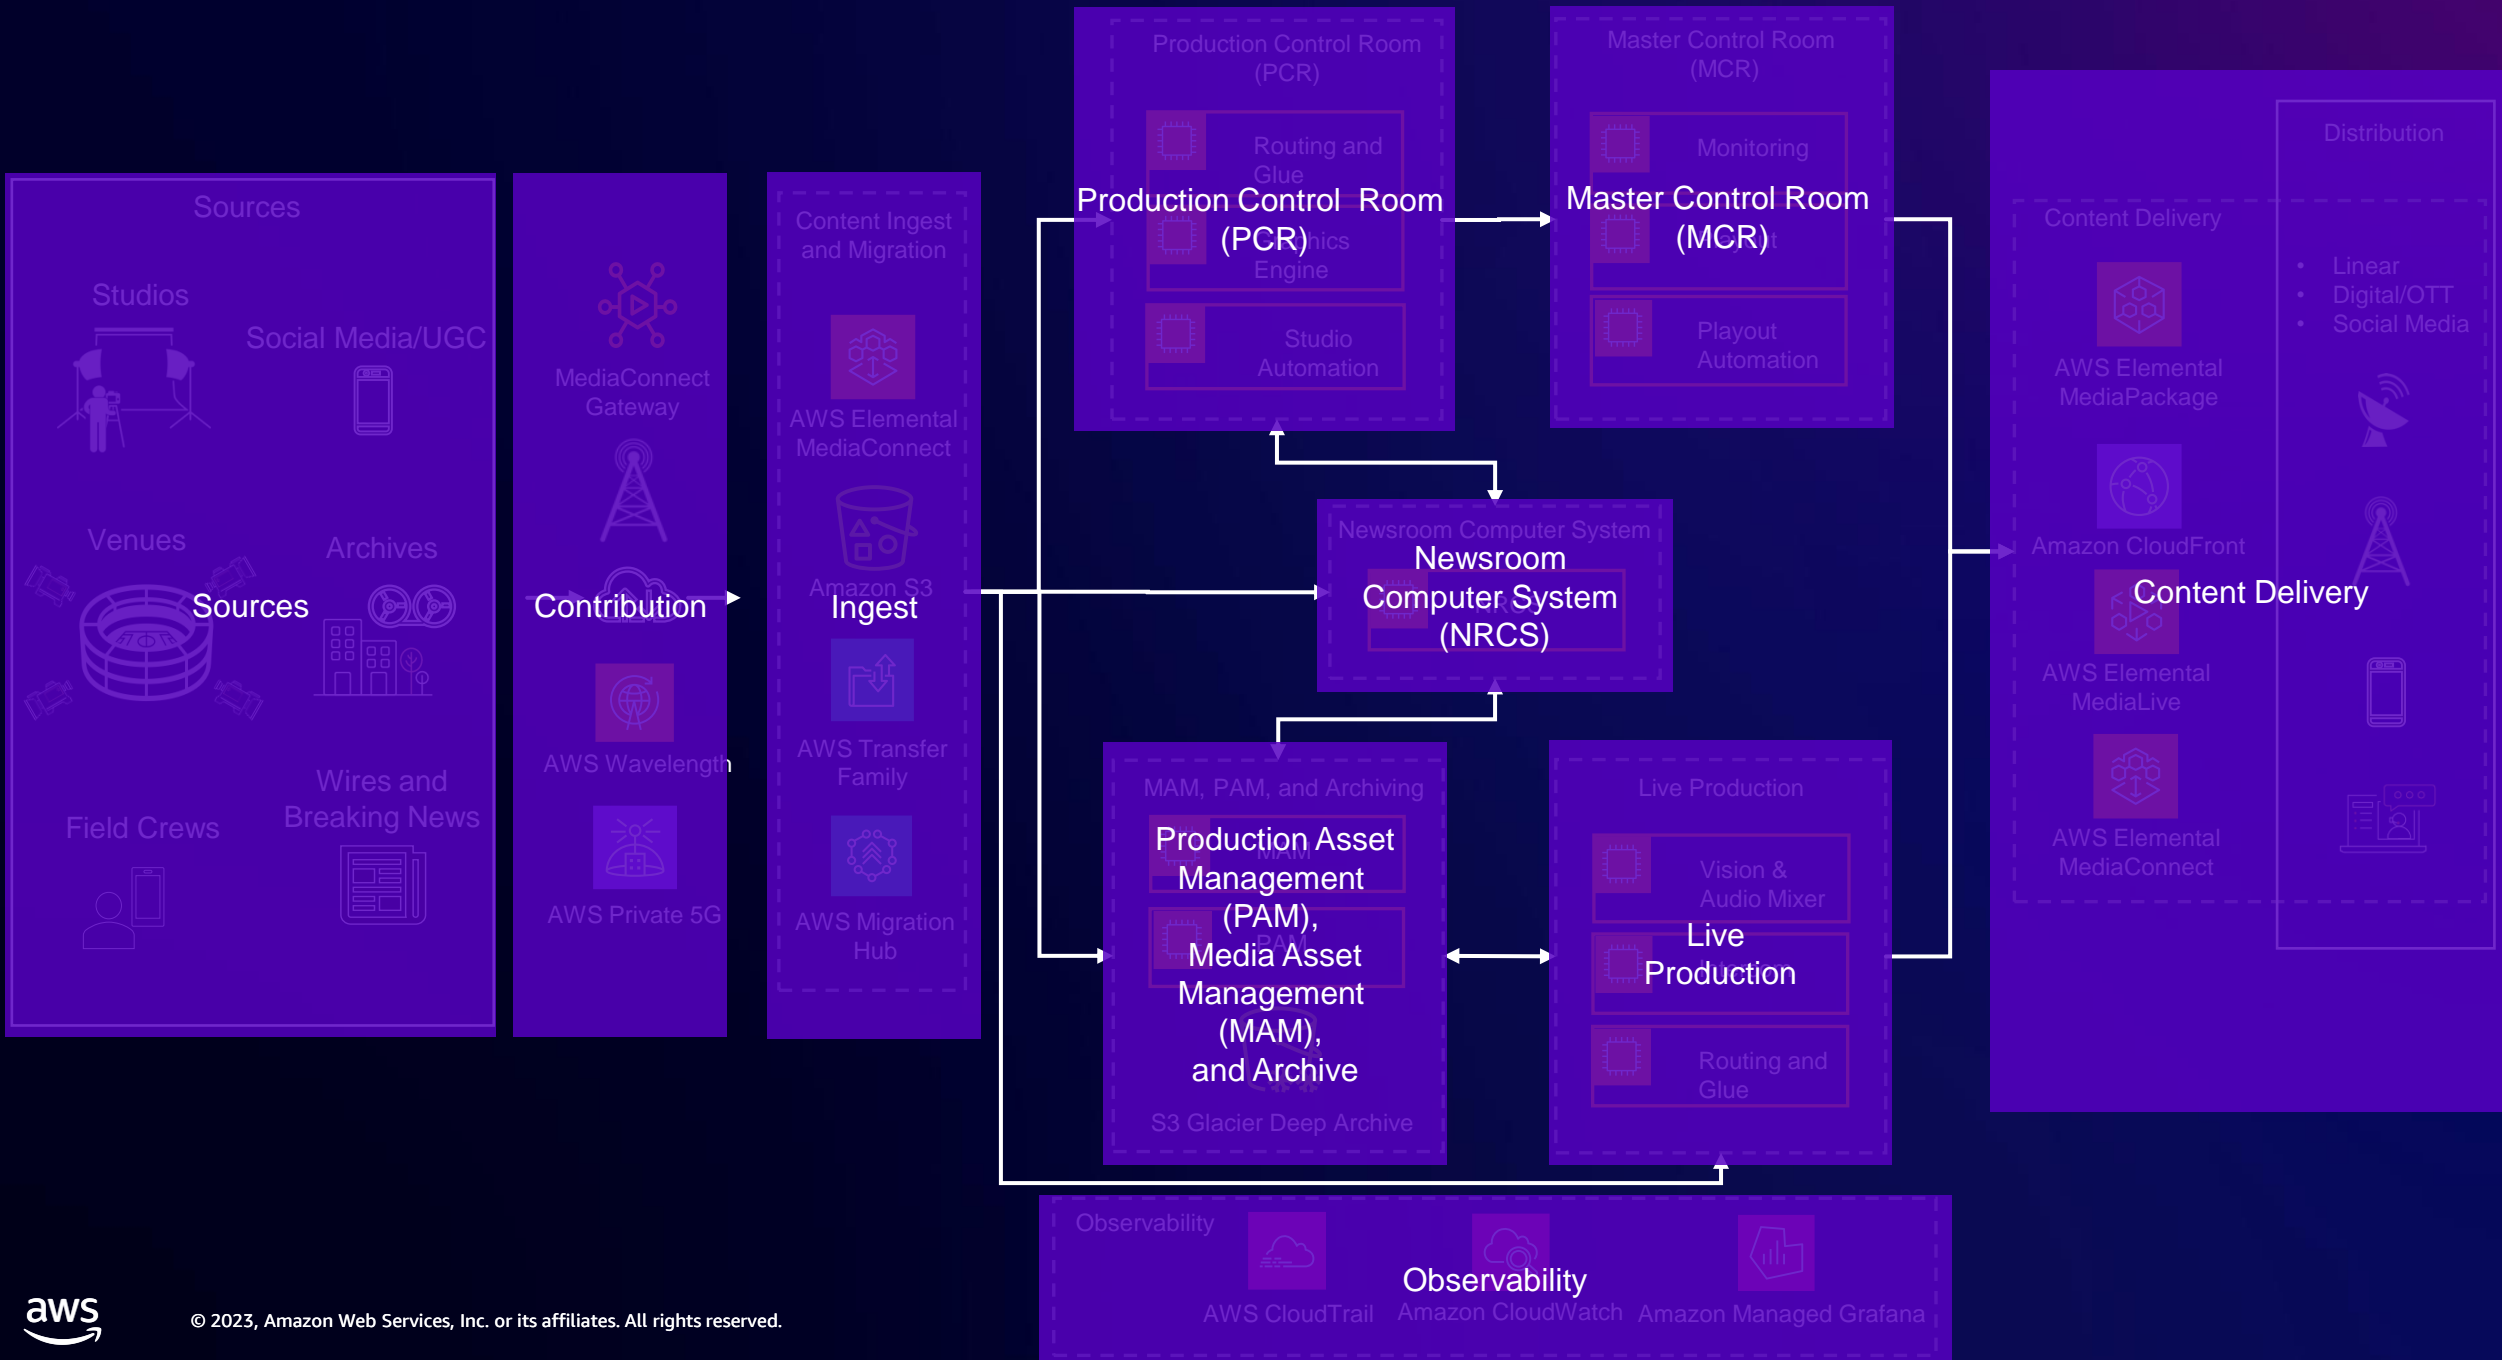 Sources
Studios
Social Media/UGC
Venues
Archives
Sources
Wires and
Breaking News
Field Crews
MediaConnect
Gateway
Contribution
AWS Wavelength
AWS Private 5G
Content Ingest
and Migration
AWS Elemental
MediaConnect
Amazon S3
Ingest
AWS Transfer
Family
AWS Migration
Hub
Production Control Room
(PCR)
Routing and
Glue
Production Control Room
(PCR)
Graphics
Engine
Studio
Automation
Master Control Room
(MCR)
Monitoring
Master Control Room
(MCR)
Playout
Playout
Automation
Newsroom Computer System
Newsroom
Computer System
(NRCS)
NRCS
MAM, PAM, and Archiving
MAM
PAM
Production Asset
Management
(PAM),
Media Asset
Management
(MAM),
and Archive
S3 Glacier Deep Archive
Live Production
Vision &
Audio Mixer
Live
Production
Intercom
Routing and
Glue
Content Delivery
AWS Elemental
MediaPackage
Amazon CloudFront
Content Delivery
AWS Elemental
MediaLive
AWS Elemental
MediaConnect
Distribution
• Linear
• Digital/OTT
• Social Media
Observability
Observability
AWS CloudTrail
Amazon CloudWatch
Amazon Managed Grafana
aws
© 2023, Amazon Web Services, Inc. or its affiliates. All rights reserved.